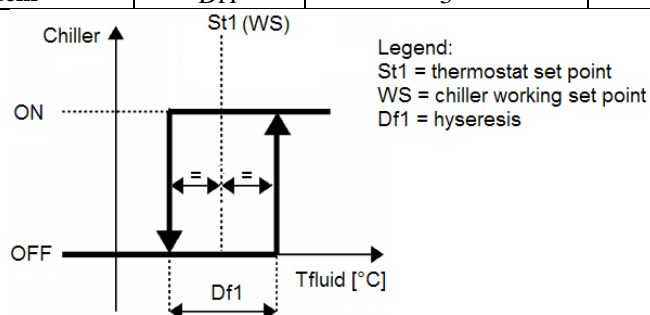 Df1
St1 (WS)
Chiller
Legend:
St1 = thermostat set point
WS = chiller working set point
Df1 = hyseresis
ON
= =
OFF
Tfluid [°C]
Df1